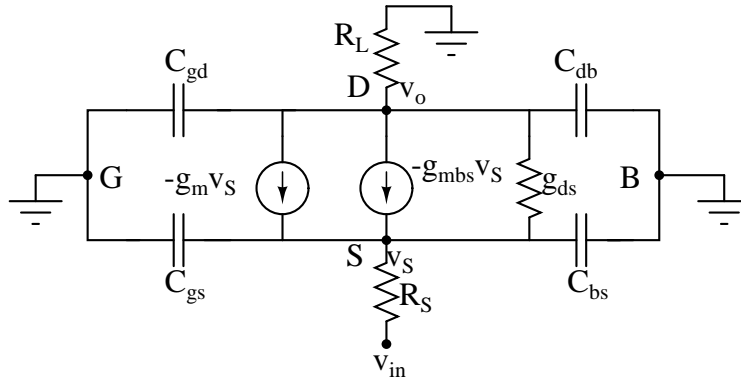 R_L
C_gd
C_db
D
v_o
G
-g_m v_S
-g_mbs v_S
g_ds
B
S
v_S
C_gs
R_S
C_bs
v_in